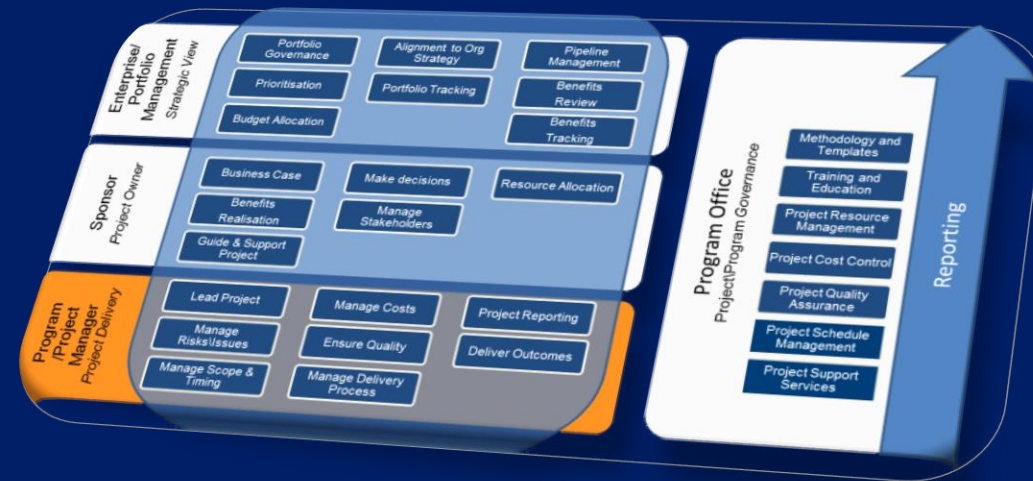 Enterprise/
Portfolio
Management
Strategic View
Portfolio
Governance
Alignment to Org
Strategy
Pipeline
Management
Prioritisation
Portfolio Tracking
Benefits
Review
Budget Allocation
Benefits
Tracking
Sponsor
Project Owner
Business Case
Make decisions
Resource Allocation
Benefits
Realisation
Manage
Stakeholders
Guide & Support
Project
Program
/Project
Manager
Project Delivery
Lead Project
Manage Costs
Project Reporting
Manage
Risks\Issues
Ensure Quality
Deliver Outcomes
Manage Scope &
Timing
Manage Delivery
Process
Program Office
Project\Program Governance
Methodology and
Templates
Training and
Education
Project Resource
Management
Project Cost Control
Project Quality
Assurance
Project Schedule
Management
Project Support
Services
Reporting